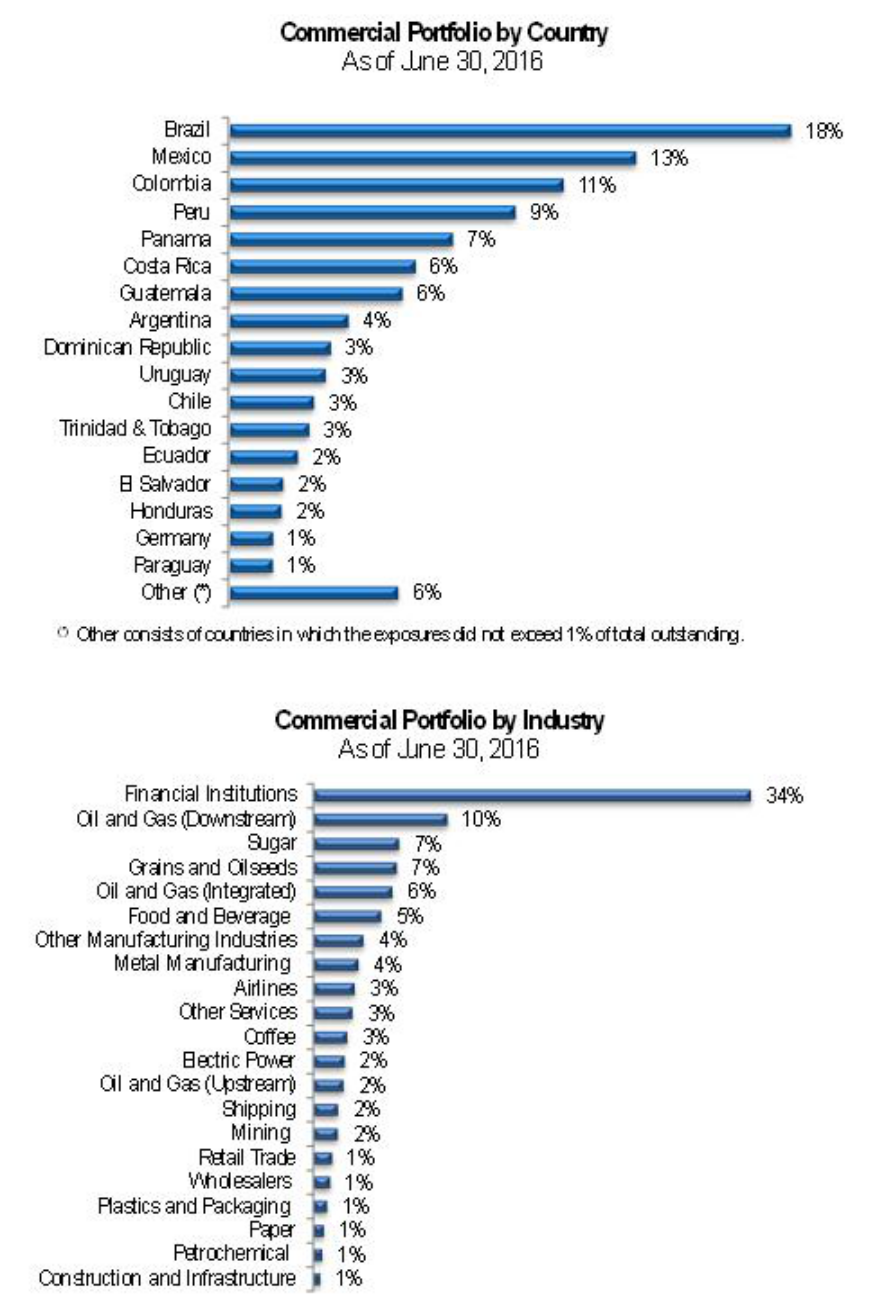 Commercial Portfolio by Country
As of June 30, 2016
Brazil 18%
Mexico 13%
Colombia 11%
Peru 9%
Panama 7%
Costa Rica 6%
Guatemala 6%
Argentina 4%
Dominican Republic 3%
Uruguay 3%
Chile 3%
Trinidad & Tobago 3%
Ecuador 2%
El Salvador 2%
Honduras 2%
Germany 1%
Paraguay 1%
Other (*) 6%
(*) Other consists of countries in which the exposures did not exceed 1% of total outstanding.
Commercial Portfolio by Industry
As of June 30, 2016
Financial Institutions 34%
Oil and Gas (Downstream) 10%
Sugar 7%
Grains and Oilseeds 7%
Oil and Gas (Integrated) 6%
Food and Beverage 5%
Other Manufacturing Industries 4%
Metal Manufacturing 4%
Airlines 3%
Other Services 3%
Coffee 3%
Electric Power 2%
Oil and Gas (Upstream) 2%
Shipping 2%
Mining 2%
Retail Trade 1%
Wholesalers 1%
Plastics and Packaging 1%
Paper 1%
Petrochemical 1%
Construction and Infrastructure 1%